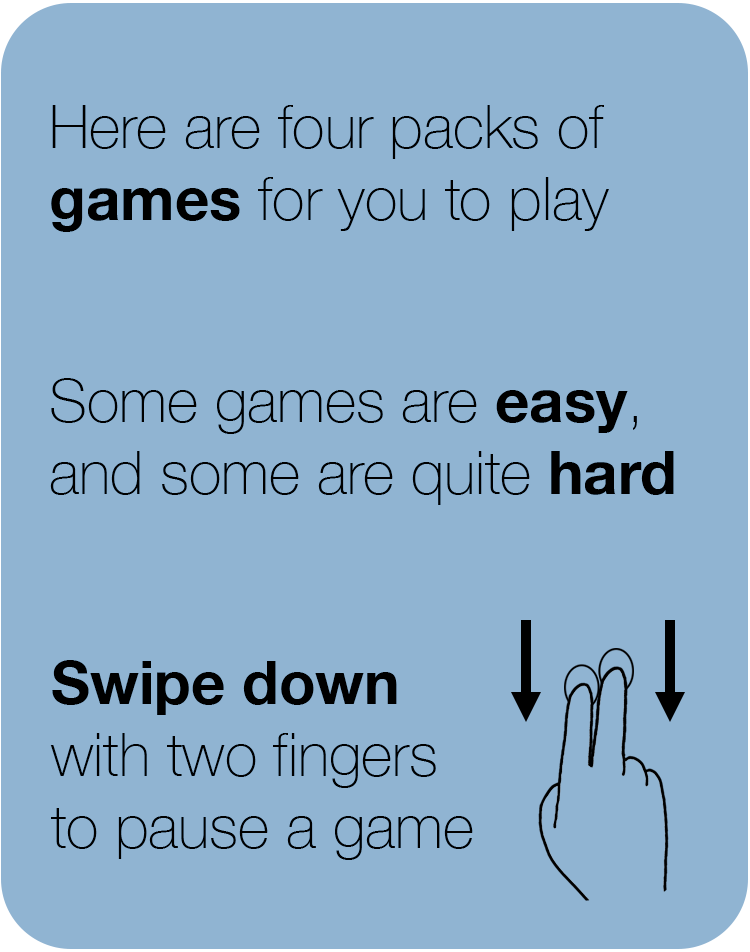 Here are four packs of
games for you to play
Some games are easy,
and some are quite hard
Swipe down
with two fingers
to pause a game